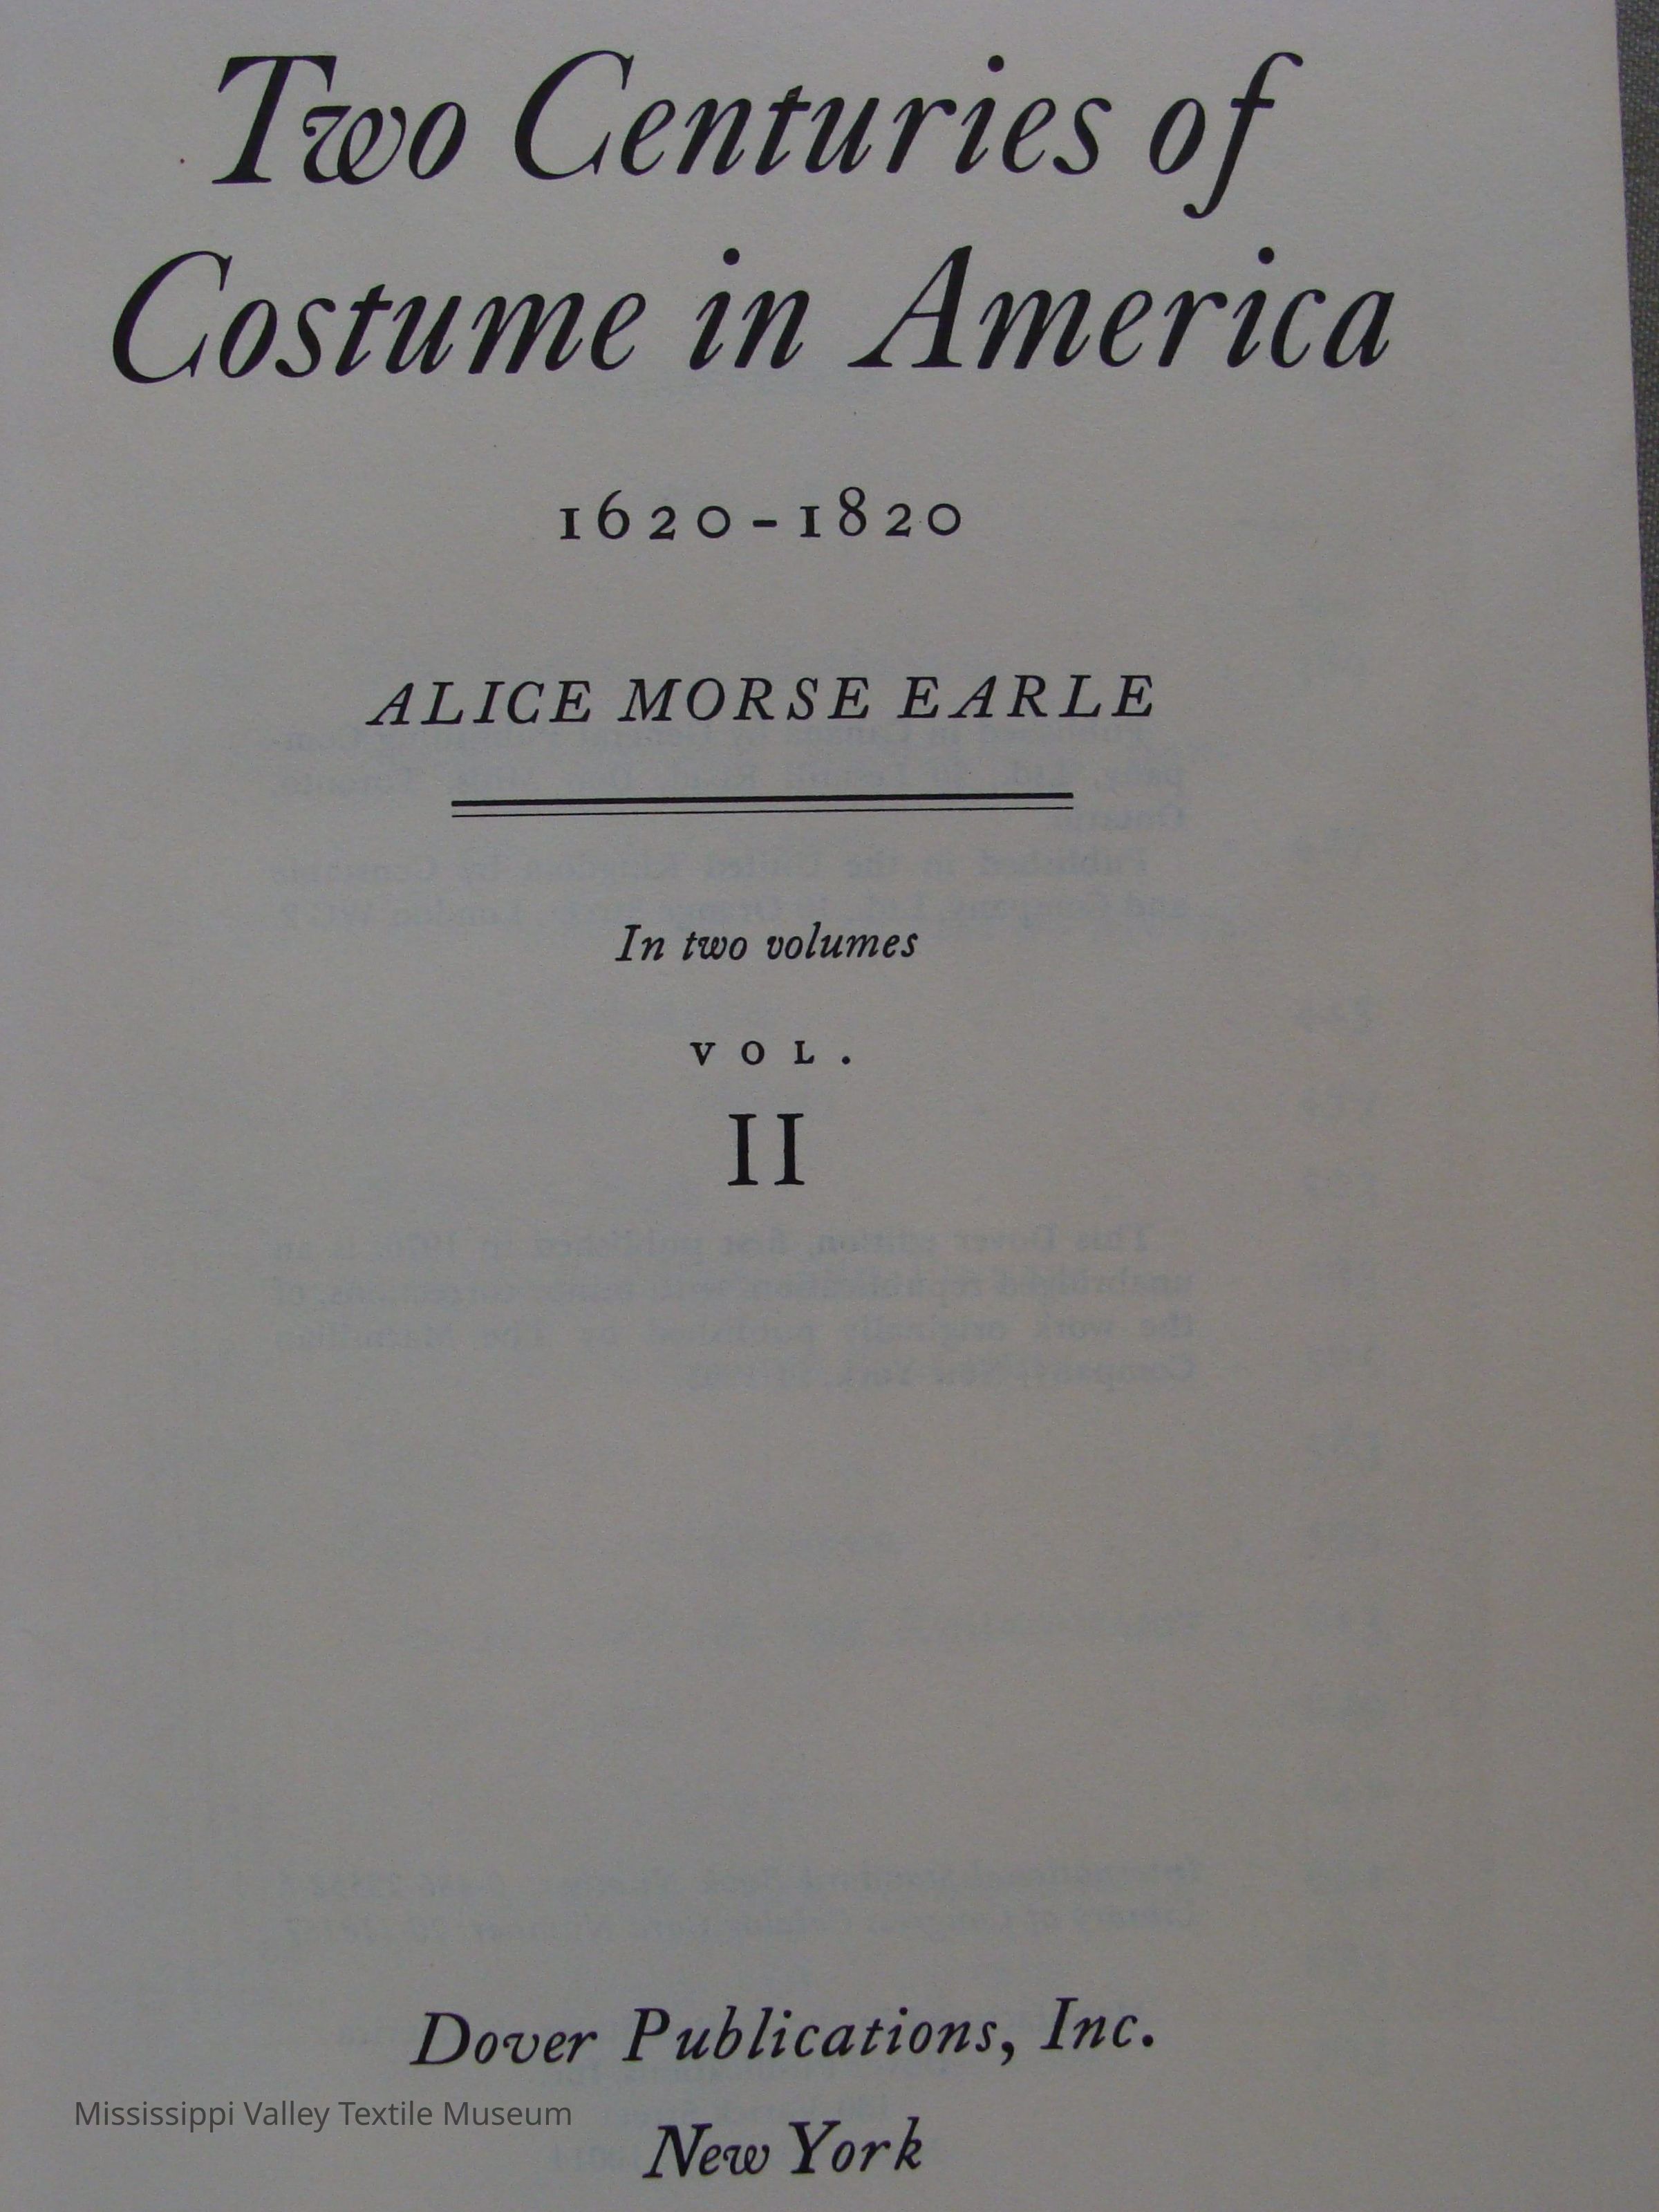 Two Centuries of
Costume in America
1620-1820
ALICE MORSE EARLE
In two volumes
VOL.
II
Dover Publications, Inc.
Mississippi Valley Textile Museum
New York